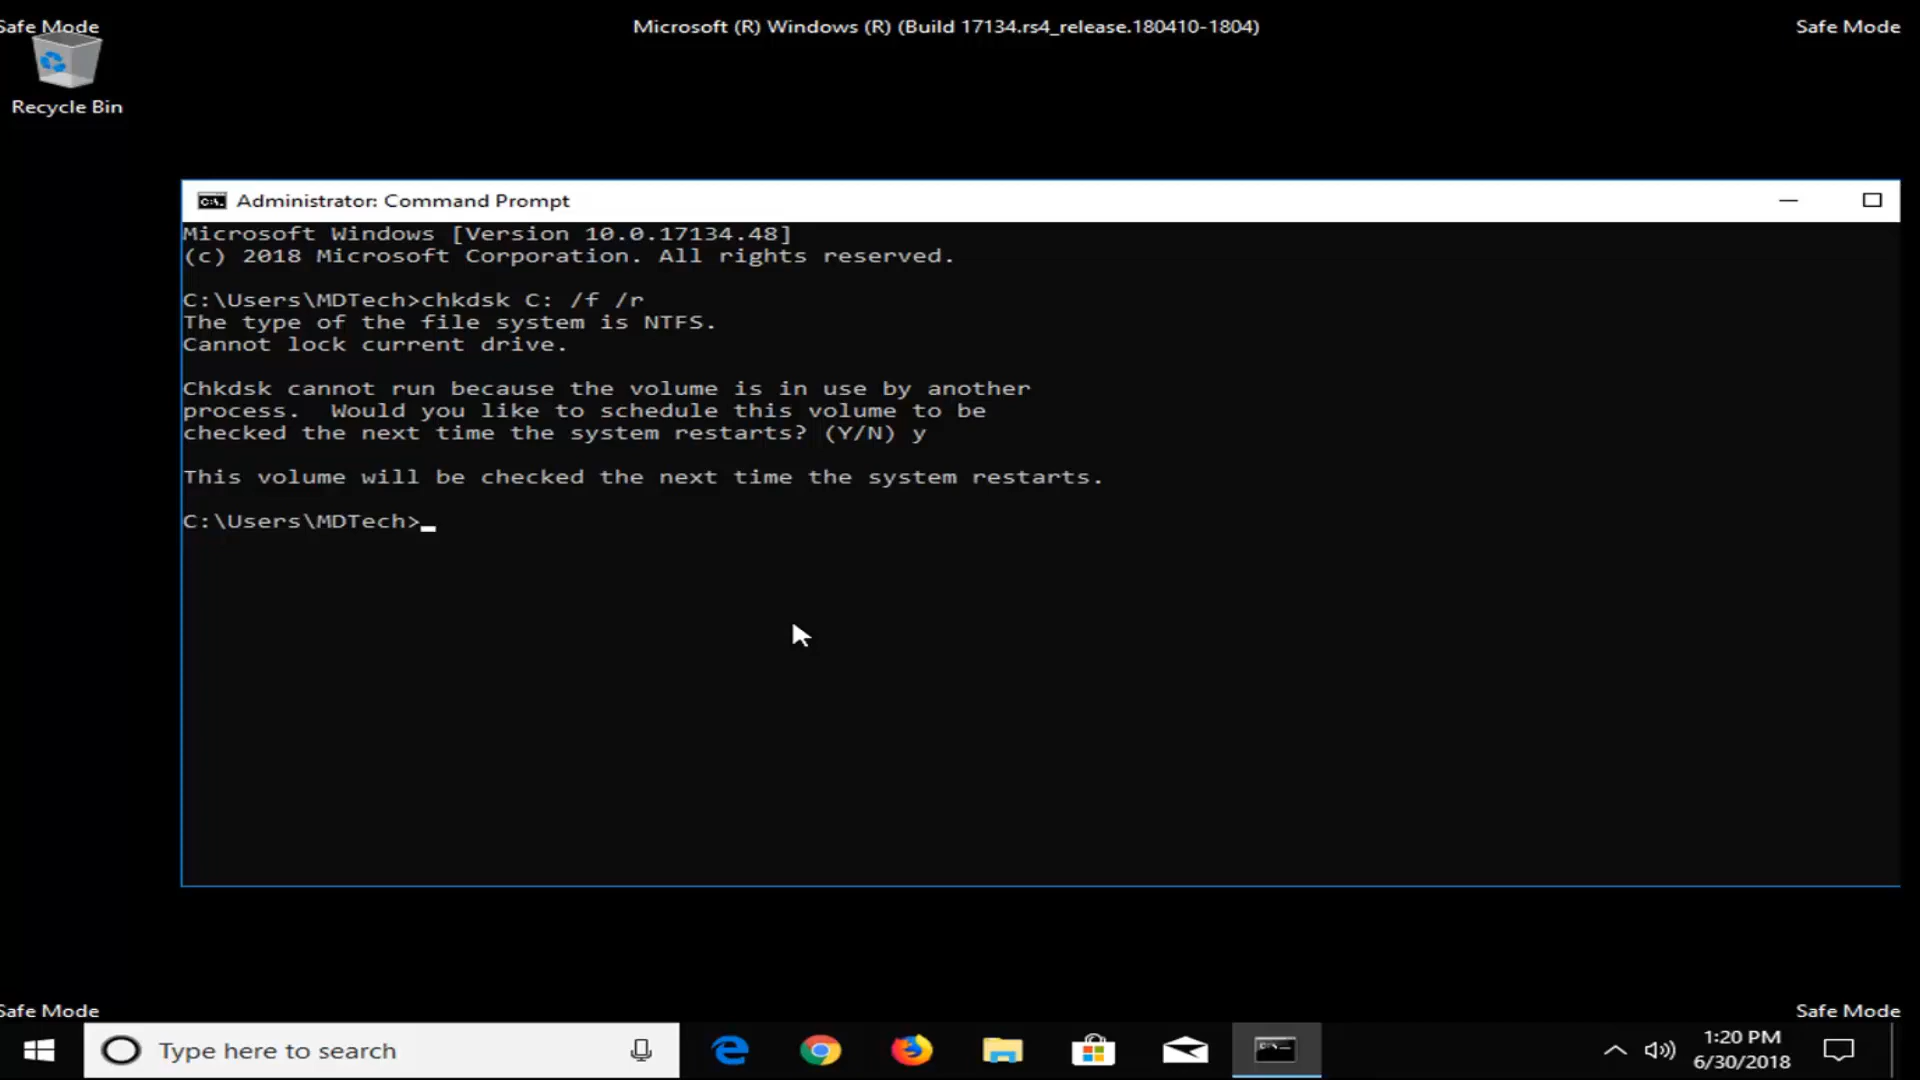 Safe Mode
Microsoft (R) Windows (R) (Build 17134.rs4_release.180410-1804)
Safe Mode
Recycle Bin
C:\.
Administrator: Command Prompt
Microsoft Windows [Version 10.0.17134.48]
(c) 2018 Microsoft Corporation. All rights reserved.
C:\Users\MDTech>chkdsk C: /f /r
The type of the file system is NTFS.
Cannot lock current drive.
Chkdsk cannot run because the volume is in use by another
process.  Would you like to schedule this volume to be
checked the next time the system restarts? (Y/N) y
This volume will be checked the next time the system restarts.
C:\Users\MDTech>_
Safe Mode
Safe Mode
Type here to search
1:20 PM
6/30/2018